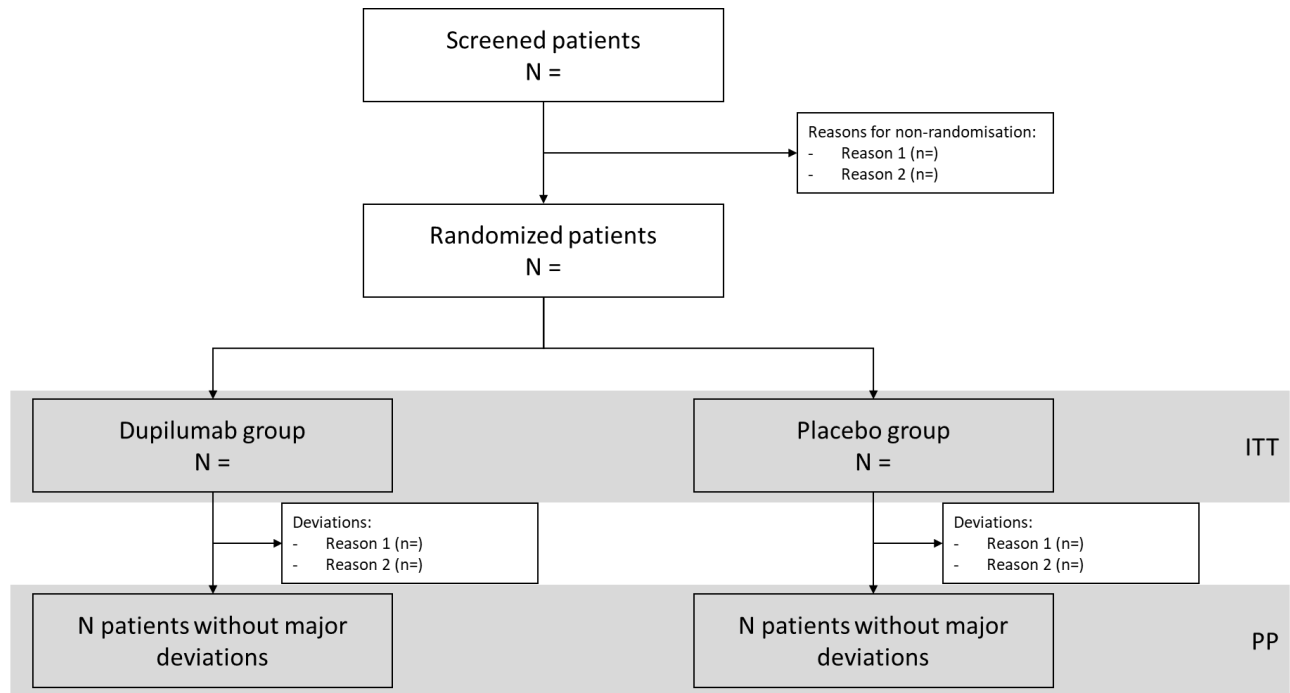 Screened patients
N =
Reasons for non-randomisation:
- Reason 1 (n=)
- Reason 2 (n=)
Randomized patients
N =
Dupilumab group
N =
Placebo group
N =
ITT
Deviations:
- Reason 1 (n=)
- Reason 2 (n=)
Deviations:
- Reason 1 (n=)
- Reason 2 (n=)
N patients without major
deviations
N patients without major
deviations
PP